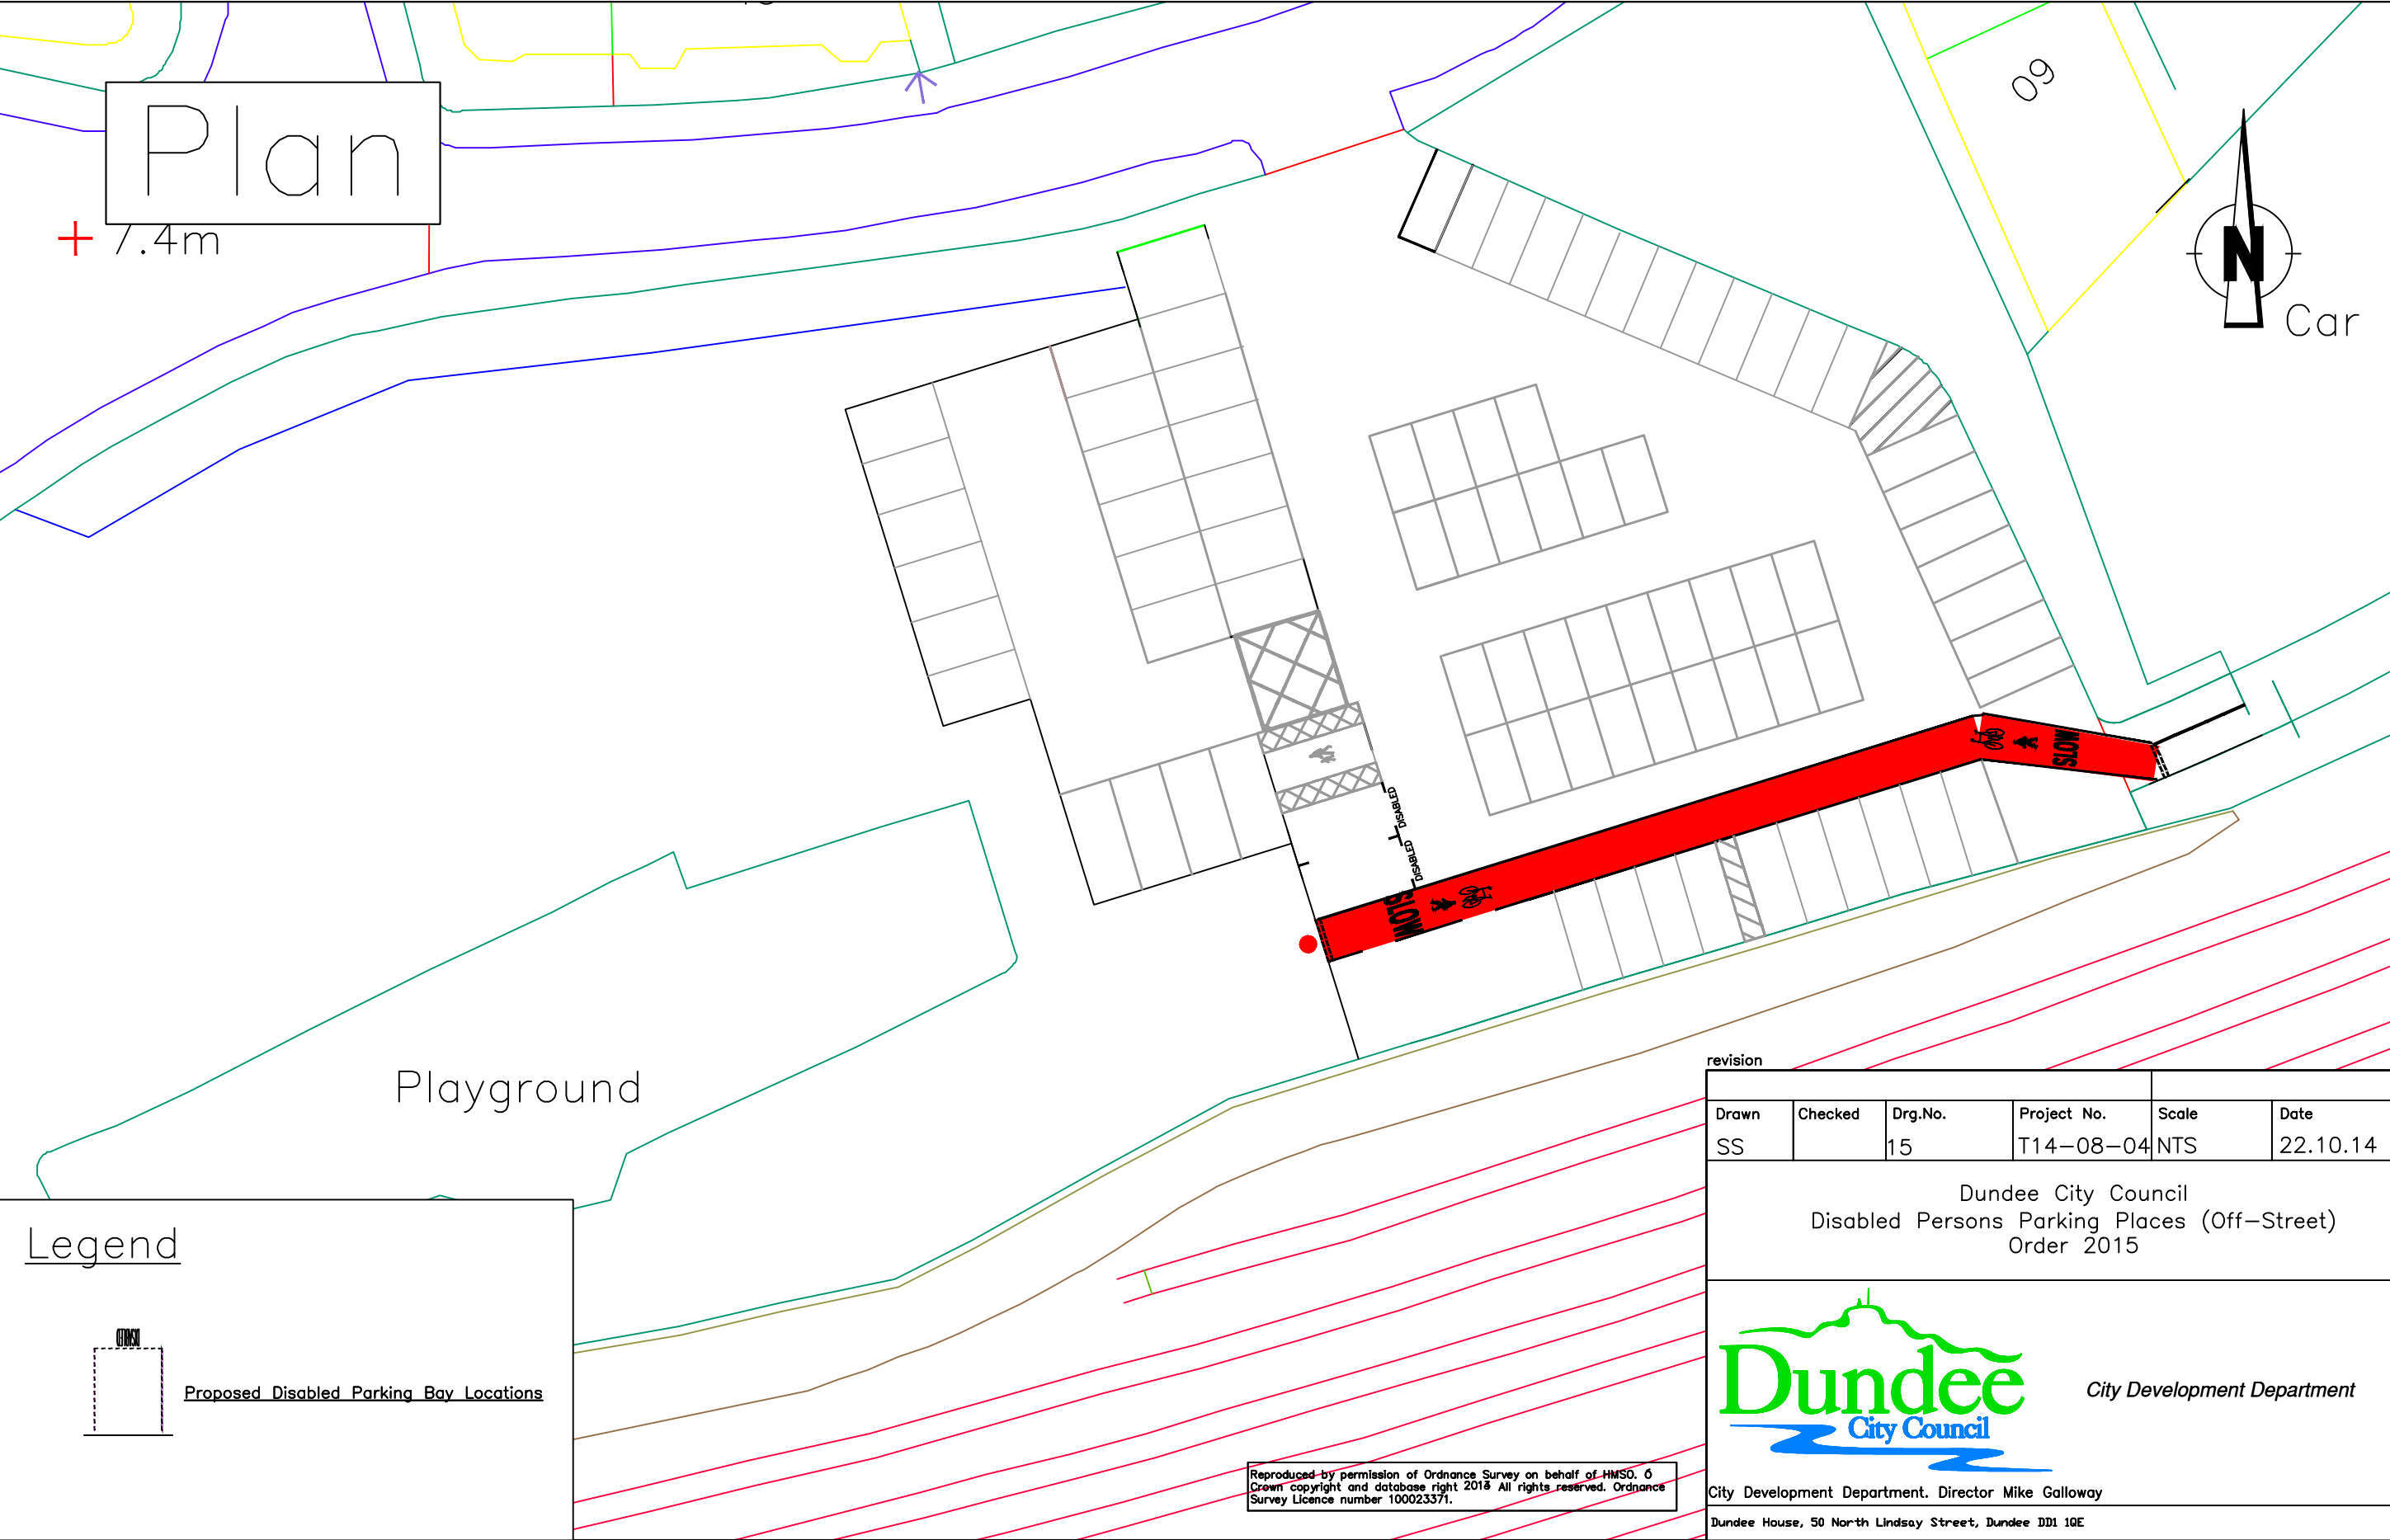 Plan
7.4m
60
N
Car
DISABLED
DISABLED
SLOW
SLOW
Playground
Legend
Proposed Disabled Parking Bay Locations
revision
Drawn Checked Drg.No. Project No. Scale Date
SS 15 T14-08-04 NTS 22.10.14
Dundee City Council
Disabled Persons Parking Places (Off-Street)
Order 2015
Dundee
City Council
City Development Department
City Development Department. Director Mike Galloway
Dundee House, 50 North Lindsay Street, Dundee DD1 1QE
Reproduced by permission of Ordnance Survey on behalf of HMSO. Ó
Crown copyright and database right All rights reserved. Ordnance
Survey Licence number 100023371.